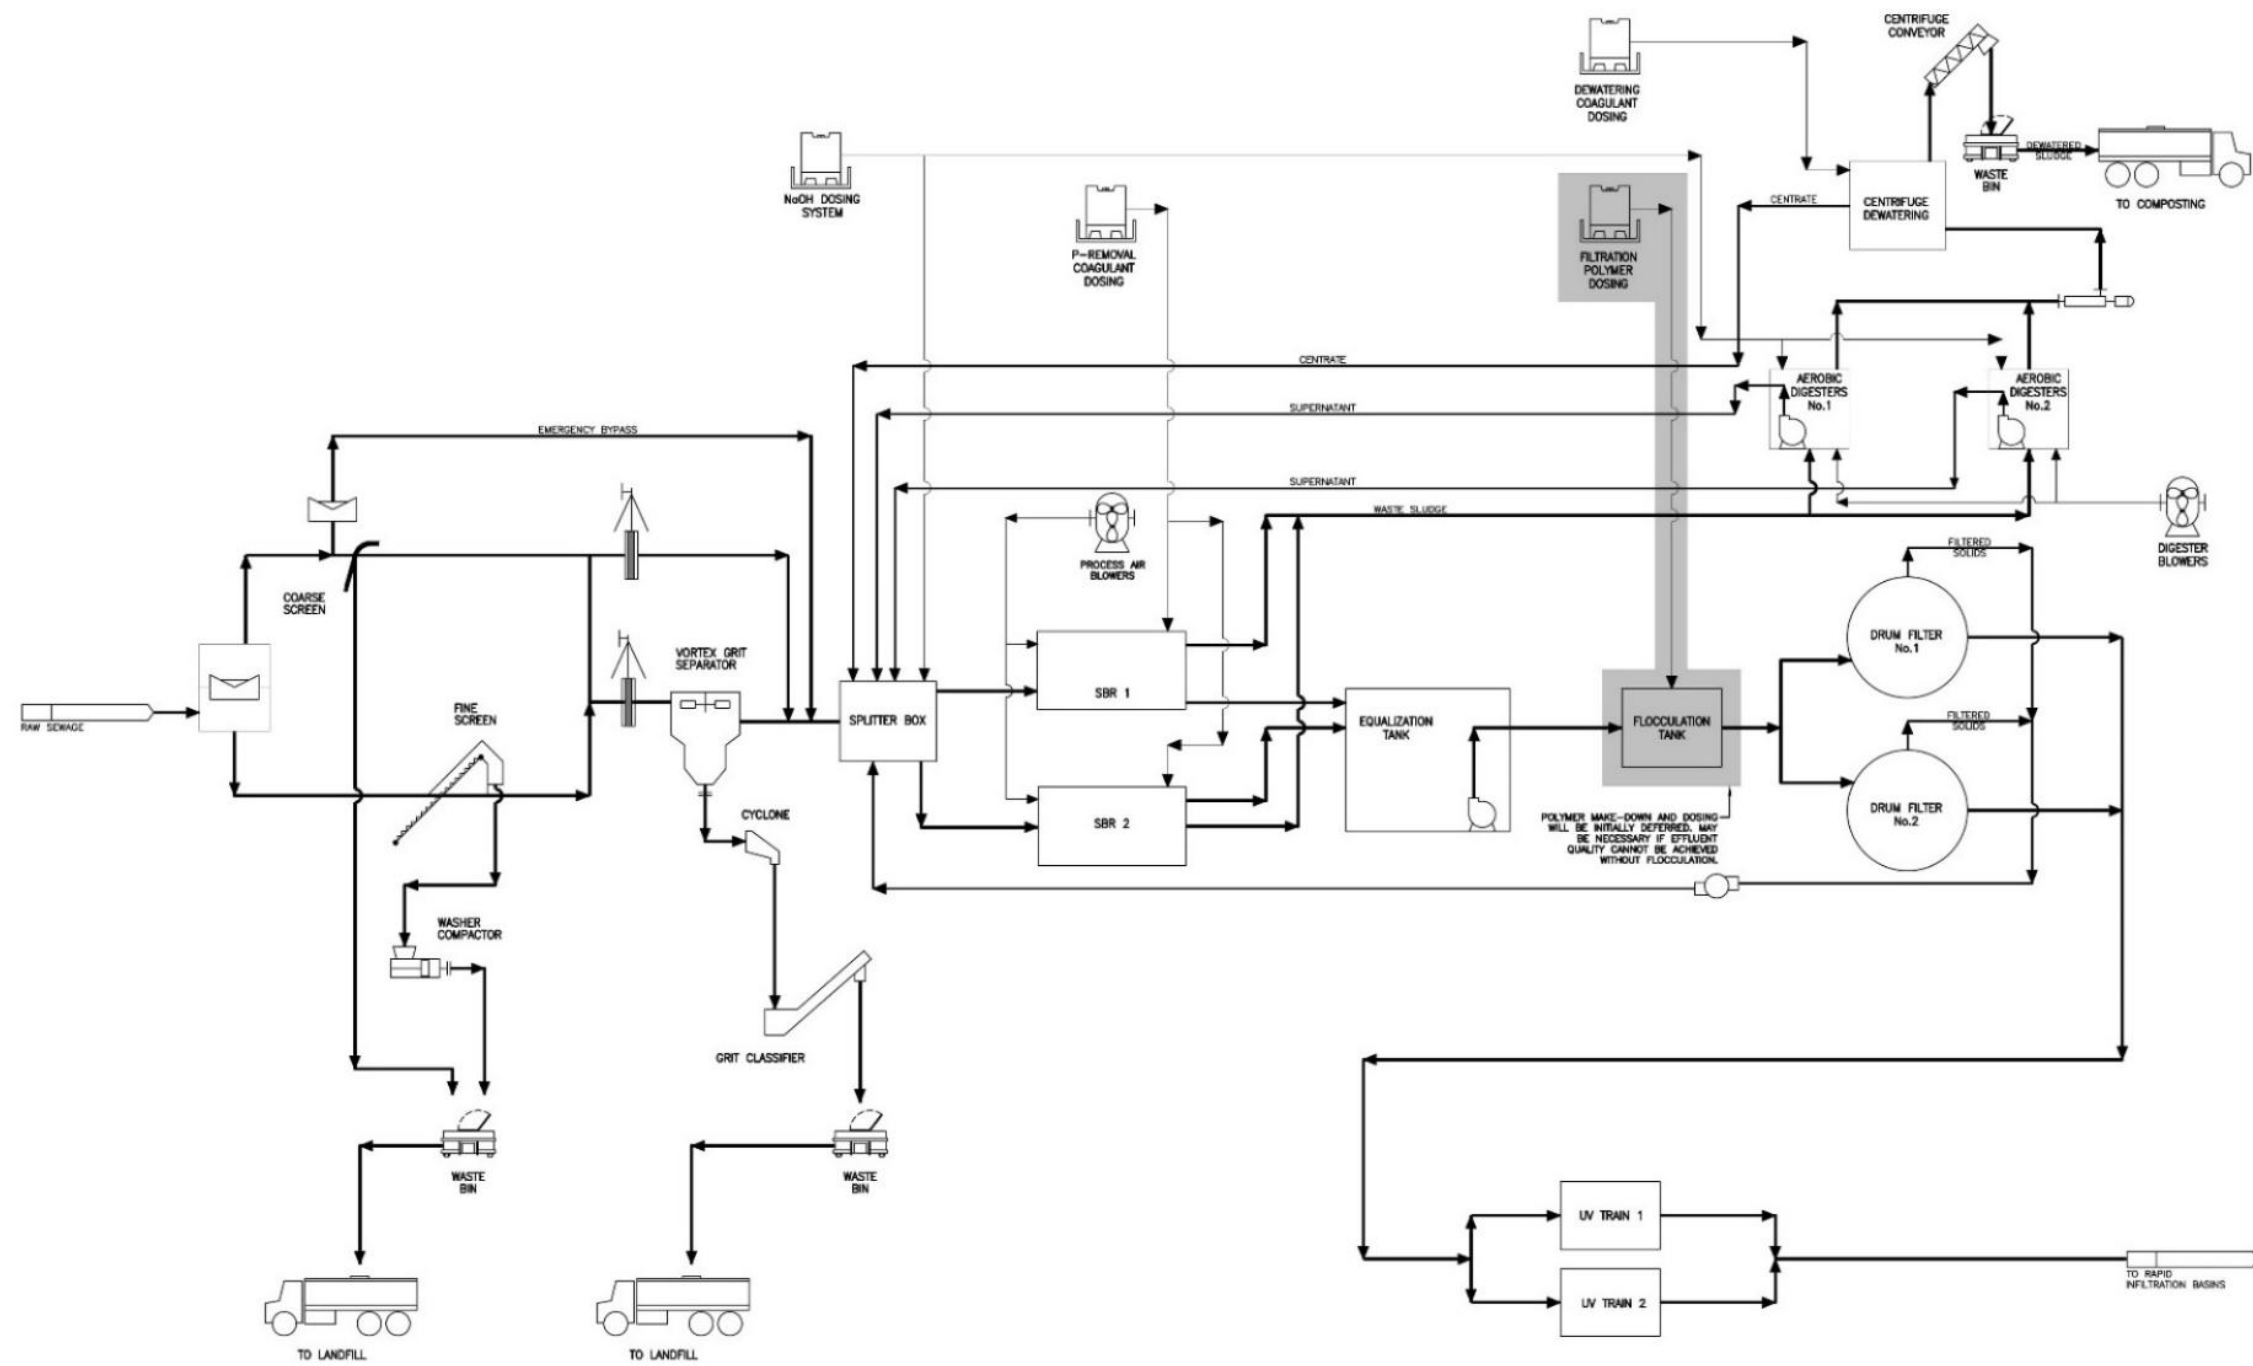 CENTRIFUGE
CONVEYOR
DEWATERING
COAGULANT
DOSING
DEWATERED
SLUDGE
WASTE
BIN
TO COMPOSTING
NaOH DOSING
SYSTEM
CENTRATE
CENTRIFUGE
DEWATERING
P-REMOVAL
COAGULANT
DOSING
FILTRATION
POLYMER
DOSING
CENTRATE
AEROBIC
DIGESTERS
No.1
AEROBIC
DIGESTERS
No.2
SUPERNATANT
EMERGENCY BYPASS
SUPERNATANT
WASTE SLUDGE
PROCESS AIR
BLOWERS
DIGESTER
BLOWERS
FILTERED
SOLIDS
COARSE
SCREEN
VORTEX GRIT
SEPARATOR
DRUM FILTER
No.1
RAW SEWAGE
FINE
SCREEN
SPLITTER BOX
SBR 1
EQUALIZATION
TANK
FLOCCULATION
TANK
FILTERED
SOLIDS
CYCLONE
SBR 2
POLYMER MAKE-DOWN AND DOSING
WILL BE INITIALLY DEFERRED. MAY
BE NECESSARY IF EFFLUENT
QUALITY CANNOT BE ACHIEVED
WITHOUT FLOCCULATION.
DRUM FILTER
No.2
WASHER
COMPACTOR
GRIT CLASSIFIER
WASTE
BIN
WASTE
BIN
UV TRAIN 1
UV TRAIN 2
TO RAPID
INFILTRATION BASINS
TO LANDFILL
TO LANDFILL